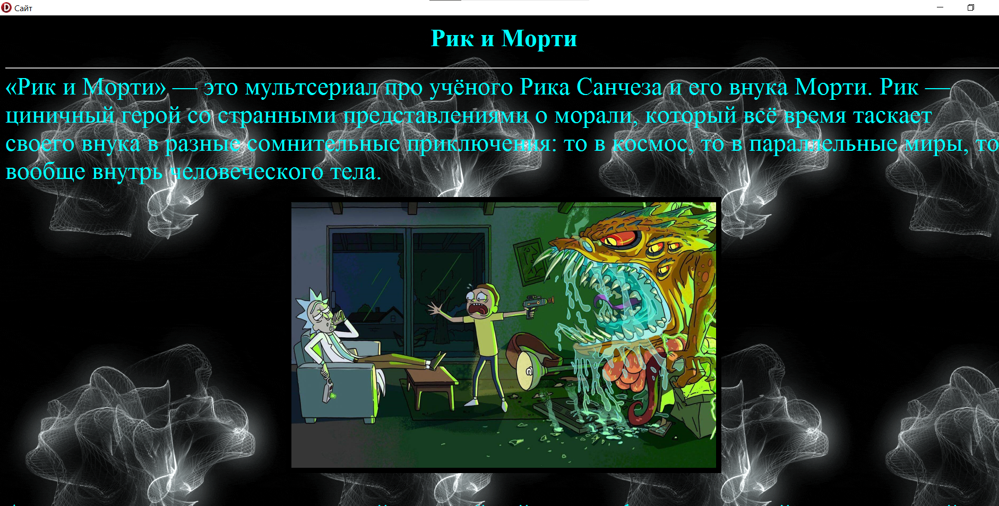 Сайт
Рик и Морти
«Рик и Морти» — это мультсериал про учёного Рика Санчеза и его внука Морти. Рик —
циничный герой со странными представлениями о морали, который всё время таскает
своего внука в разные сомнительные приключения: то в космос, то в параллельные миры, то
вообще внутрь человеческого тела.